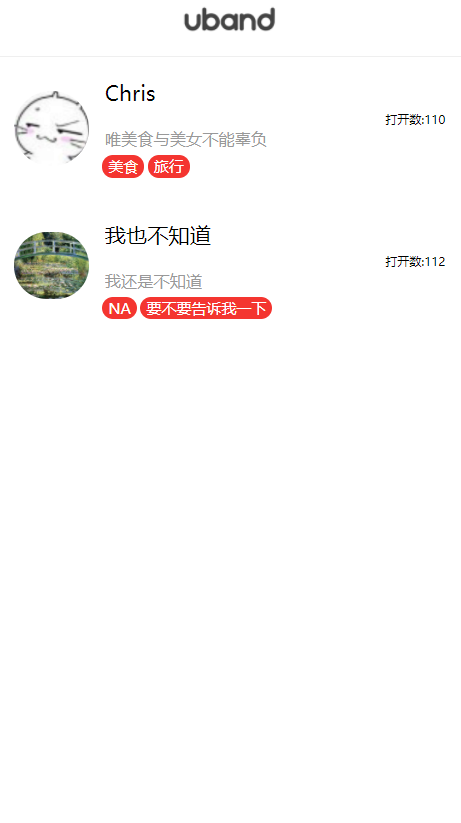 uband
Chris
打开数:110
唯美食与美女不能辜负
美食 旅行
我也不知道
打开数:112
我还是不知道
NA 要不要告诉我一下